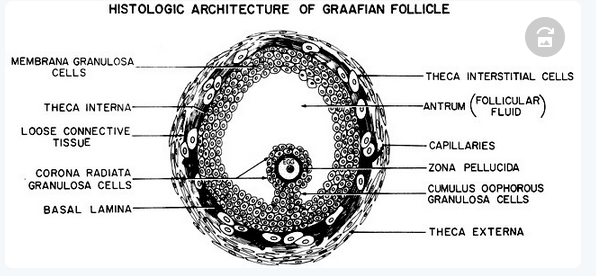 HISTOLOGIC ARCHITECTURE OF GRAAFIAN FOLLICLE
MEMBRANA GRANULOSA
CELLS
THECA INTERNA
LOOSE CONNECTIVE
TISSUE
CORONA RADIATA
GRANULOSA CELLS
BASAL LAMINA
EGG
THECA INTERSTITIAL CELLS
ANTRUM (FOLLICULAR
FLUID)
CAPILLARIES
ZONA PELLUCIDA
CUMULUS OOPHOROUS
GRANULOSA CELLS
THECA EXTERNA